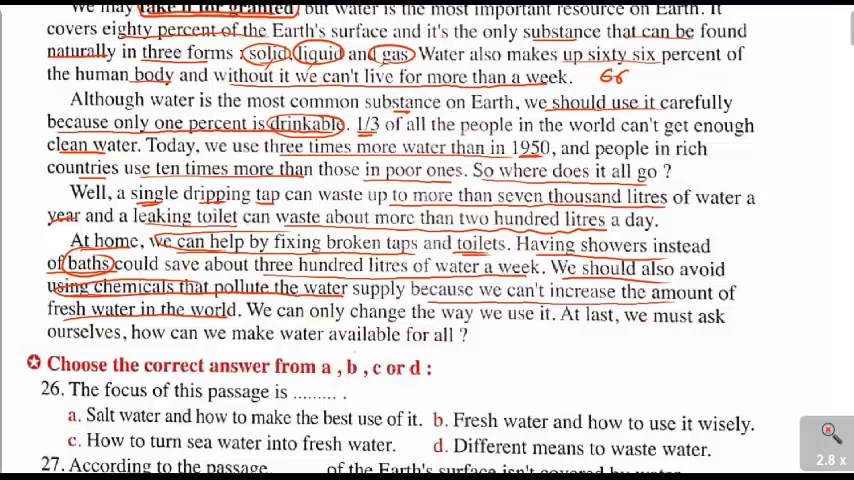 We may take it for granted but water is the most important resource on Earth. It
covers eighty percent of the Earth's surface and it's the only substance that can be found
naturally in three forms : solid, liquid and gas. Water also makes up sixty six percent of
the human body and without it we can't live for more than a week. 66
Although water is the most common substance on Earth, we should use it carefully
because only one percent is drinkable. 1/3 of all the people in the world can't get enough
clean water. Today, we use three times more water than in 1950, and people in rich
countries use ten times more than those in poor ones. So where does it all go ?
Well, a single dripping tap can waste up to more than seven thousand litres of water a
year and a leaking toilet can waste about more than two hundred litres a day.
At home, we can help by fixing broken taps and toilets. Having showers instead
of baths could save about three hundred litres of water a week. We should also avoid
using chemicals that pollute the water supply because we can't increase the amount of
fresh water in the world. We can only change the way we use it. At last, we must ask
ourselves, how can we make water available for all ?
Choose the correct answer from a , b , c or d :
26. The focus of this passage is ......... .
a. Salt water and how to make the best use of it. b. Fresh water and how to use it wisely.
c. How to turn sea water into fresh water. d. Different means to waste water.
27. According to the passage, of the Earth's surface isn't covered by water.
2.8 x